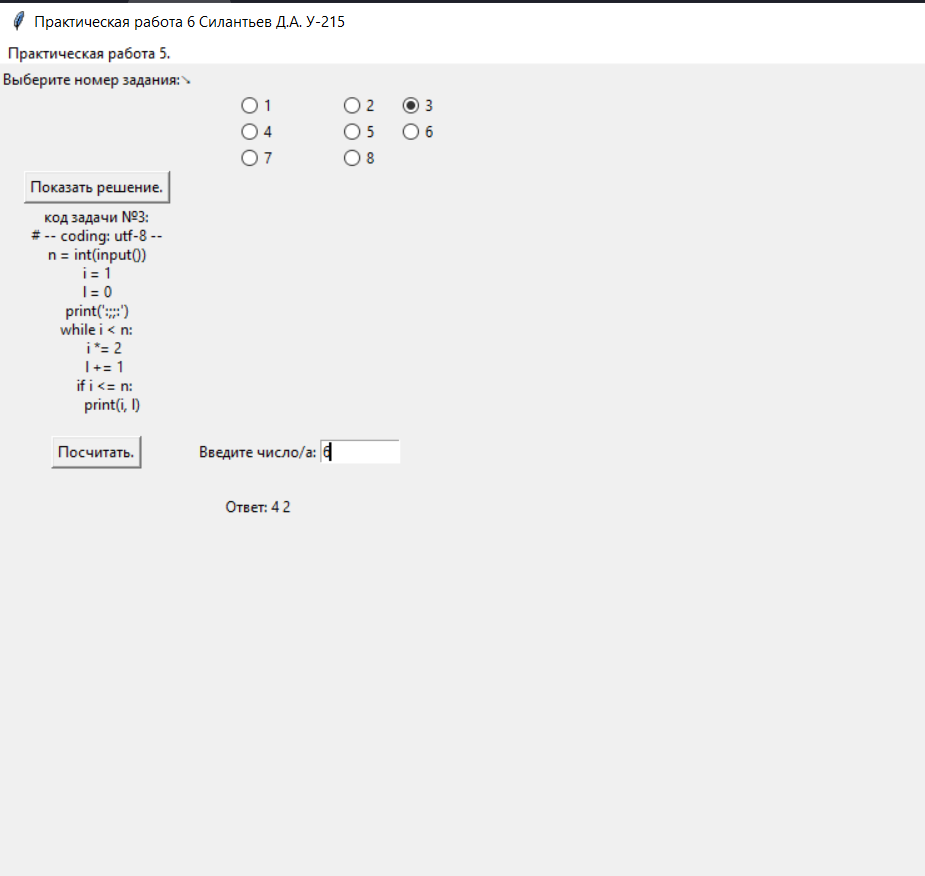 Практическая работа 6 Силантьев Д.А. У-215
Практическая работа 5.
Выберите номер задания:↘
1 2 3
4 5 6
7 8
Показать решение.
код задачи №3:
# -- coding: utf-8 --
n = int(input())
i = 1
l = 0
print(':;;:')
while i < n:
i *= 2
l += 1
if i <= n:
print(i, l)
Посчитать. Введите число/а: 6
Ответ: 4 2